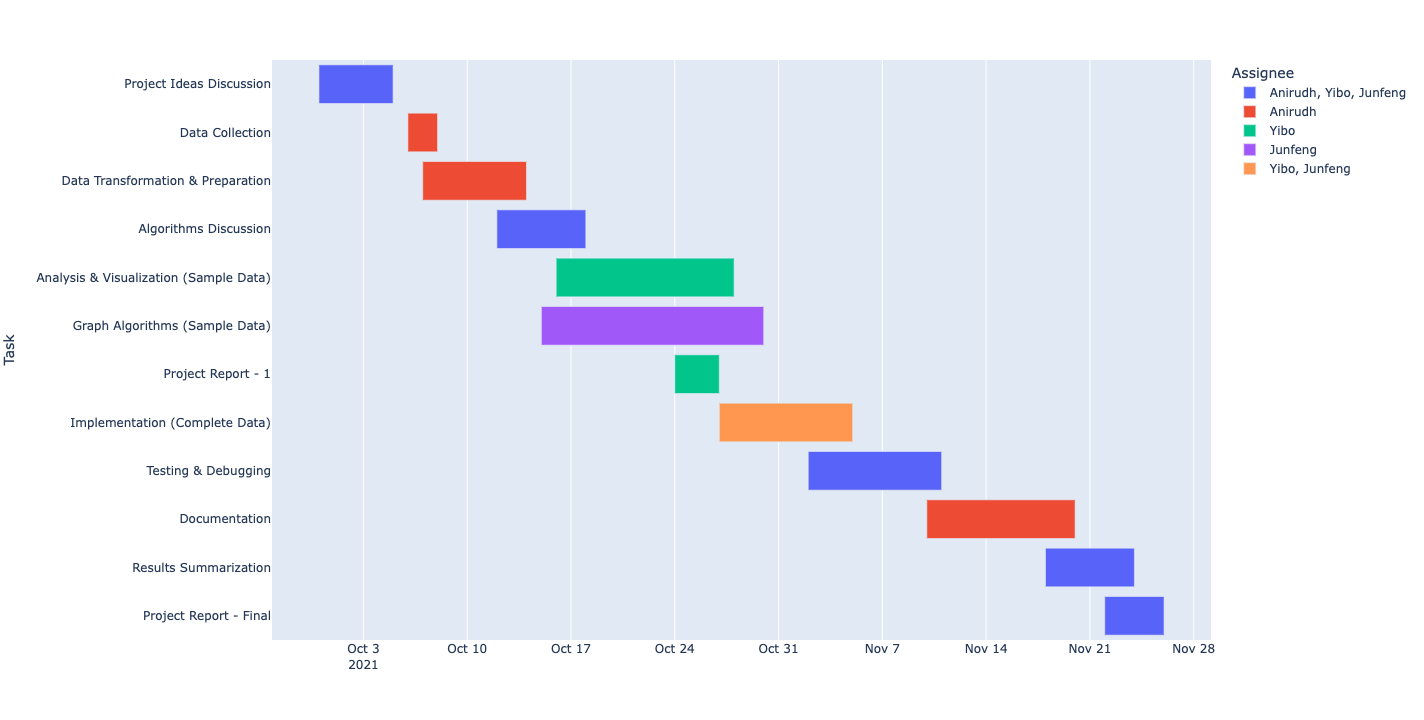 Task
Project Ideas Discussion
Data Collection
Data Transformation & Preparation
Algorithms Discussion
Analysis & Visualization (Sample Data)
Graph Algorithms (Sample Data)
Project Report - 1
Implementation (Complete Data)
Testing & Debugging
Documentation
Results Summarization
Project Report - Final
Oct 3 Oct 10 Oct 17 Oct 24 Oct 31 Nov 7 Nov 14 Nov 21 Nov 28
2021
Assignee
Anirudh, Yibo, Junfeng
Anirudh
Yibo
Junfeng
Yibo, Junfeng